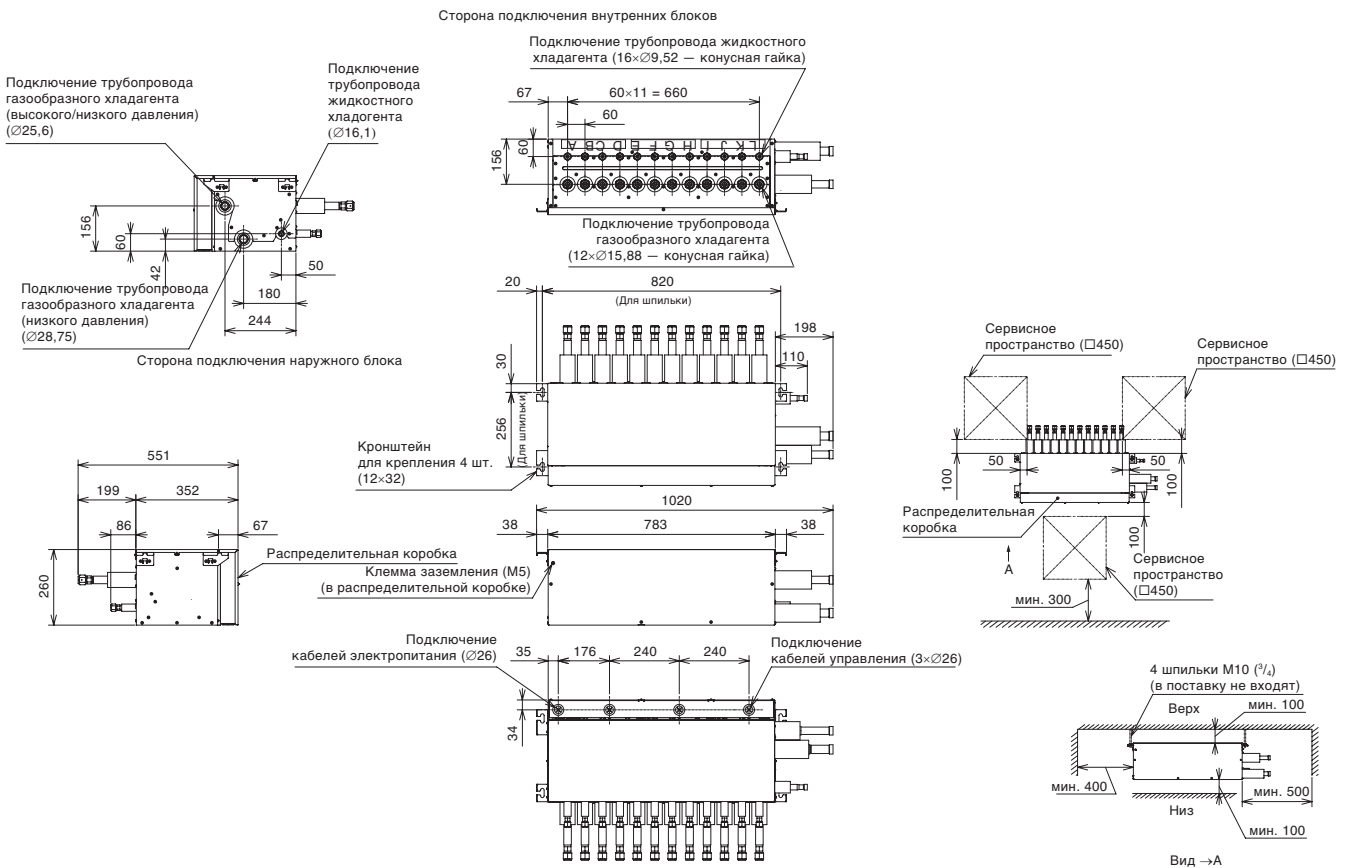 Сторона подключения внутренних блоков
Подключение трубопровода жидкостного
хладагента (16×∅9,52 — конусная гайка)
67
60×11 = 660
60
156
60
A
B
C
D
E
F
G
H
I
J
K
L
Подключение трубопровода
газообразного хладагента
(12×∅15,88 — конусная гайка)
Подключение трубопровода
газообразного хладагента
(высокого/низкого давления)
(∅25,6)
Подключение
трубопровода
жидкостного
хладогента
(∅16,1)
156
60
42
50
180
244
Подключение трубопровода
газообразного хладагента
(низкого давления)
(∅28,75)
Сторона подключения наружного блока
20
820
(Для шпильки)
198
110
30
256
(Для шпильки)
Кронштейн
для крепления 4 шт.
(12×32)
551
199
352
86
67
260
Распределительная коробка
1020
38
783
38
Клемма заземления (М5)
(в распределительной коробке)
Подключение
кабелей электропитания (∅26)
35
176
240
240
Подключение
кабелей управления (3×∅26)
34
Сервисное
пространство (□450)
Сервисное
пространство (□450)
100
50
50
100
Распределительная
коробка
100
A
Сервисное
пространство
(□450)
мин. 300
4 шпильки М10 (³/₄)
(в поставку не входят)
Верх
мин. 100
мин. 400
мин. 500
Низ
мин. 100
Вид →А